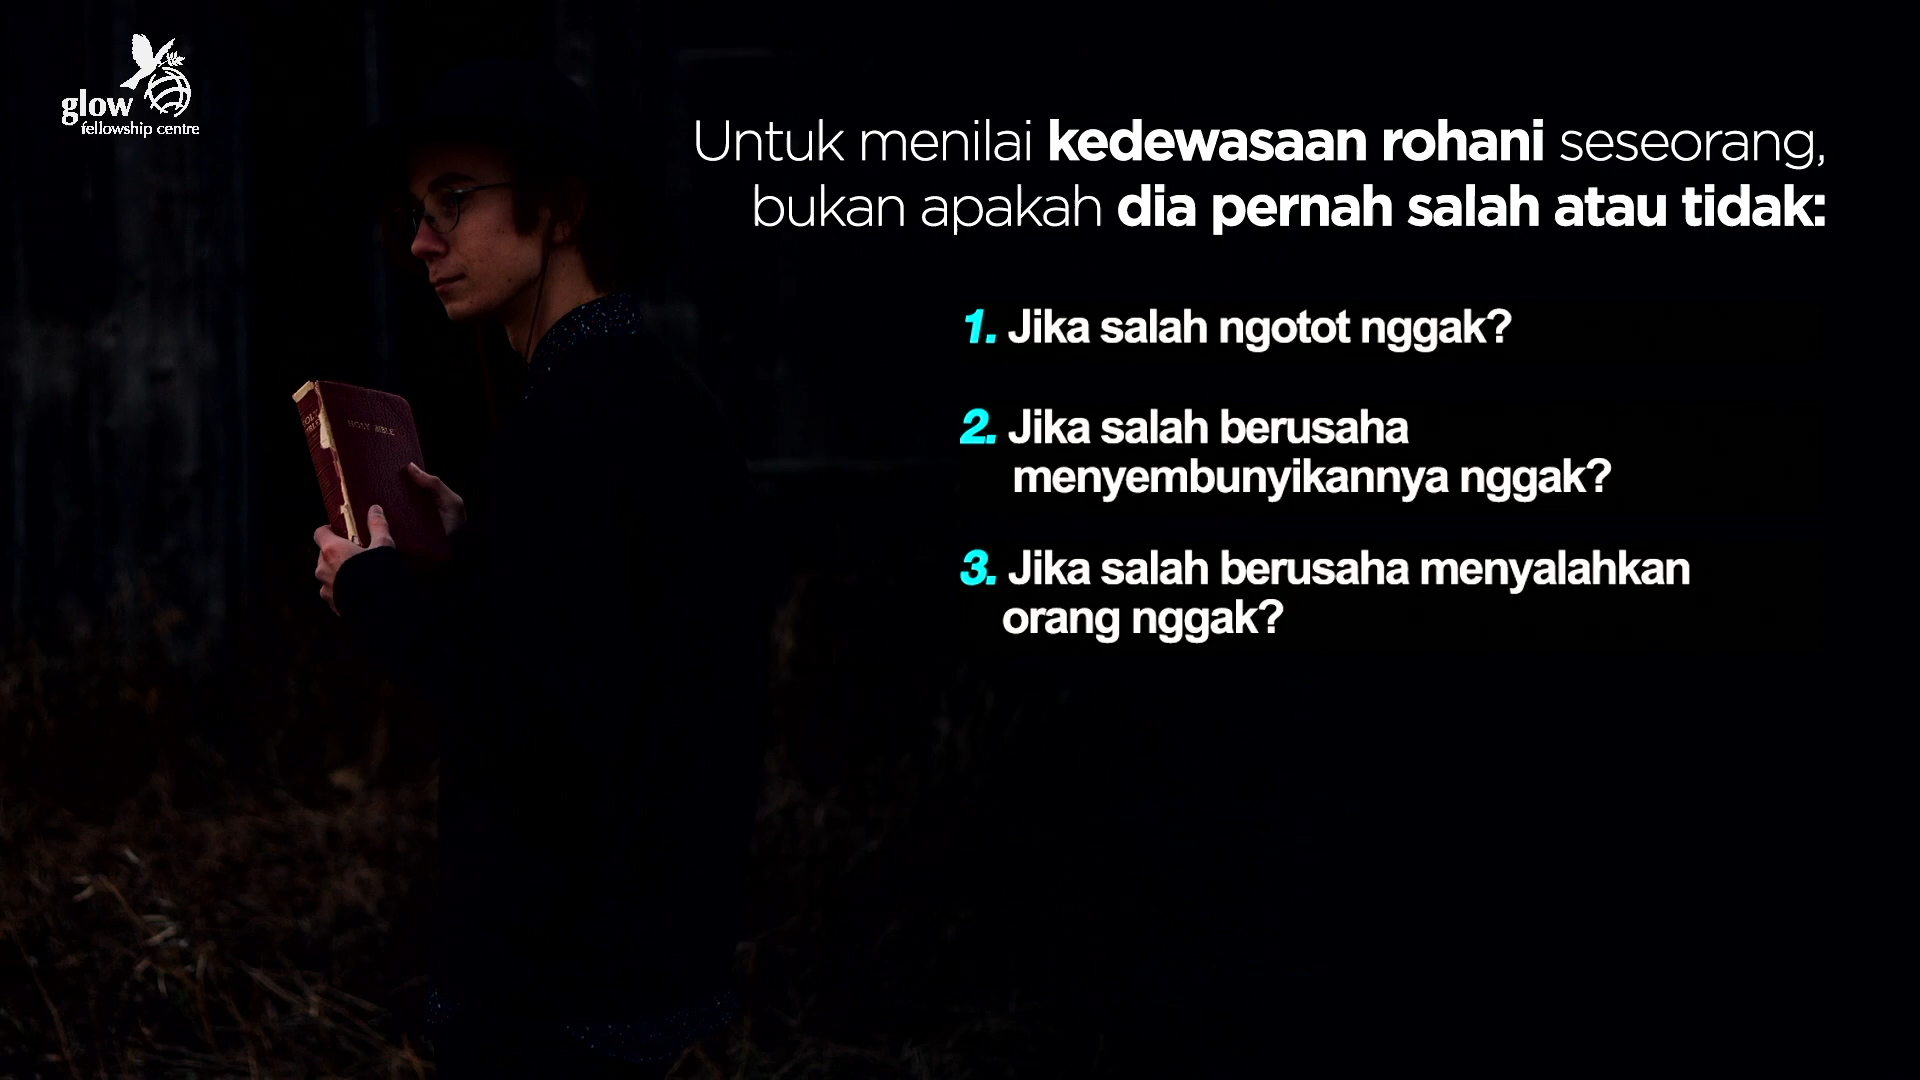 glow
fellowship centre
Untuk menilai kedewasaan rohani seseorang,
bukan apakah dia pernah salah atau tidak:
1. Jika salah ngotot nggak?
2. Jika salah berusaha
menyembunyikannya nggak?
3. Jika salah berusaha menyalahkan
orang nggak?
HOLY BIBLE